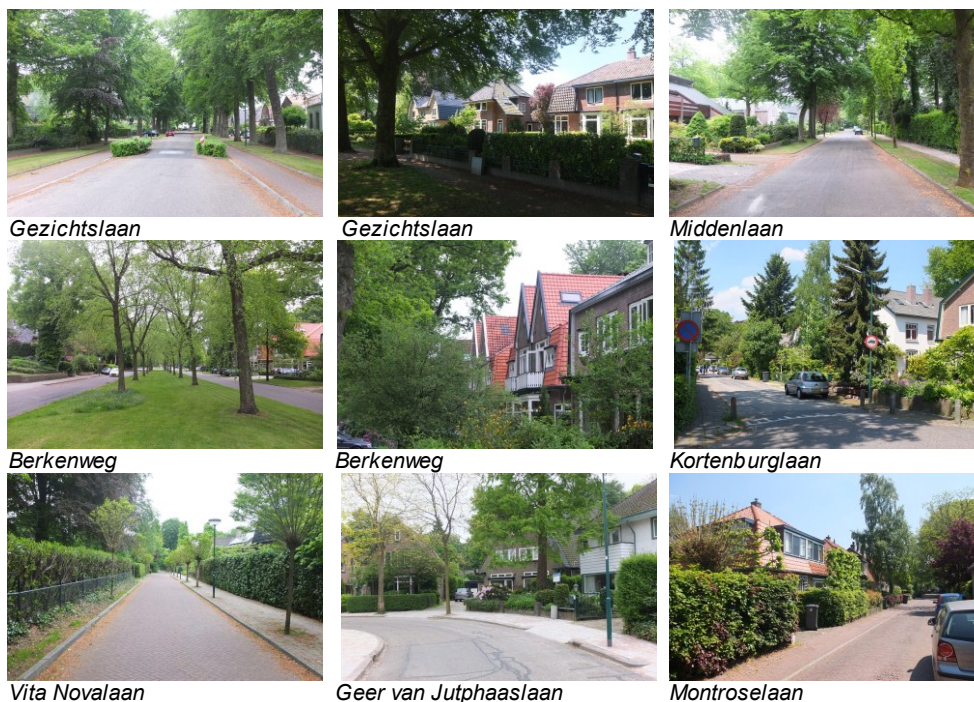 Gezichtslaan
Gezichtslaan
Middenlaan
Berkenweg
Berkenweg
Kortenburglaan
Vita Novalaan
Geer van Jutphaaslaan
Montroselaan